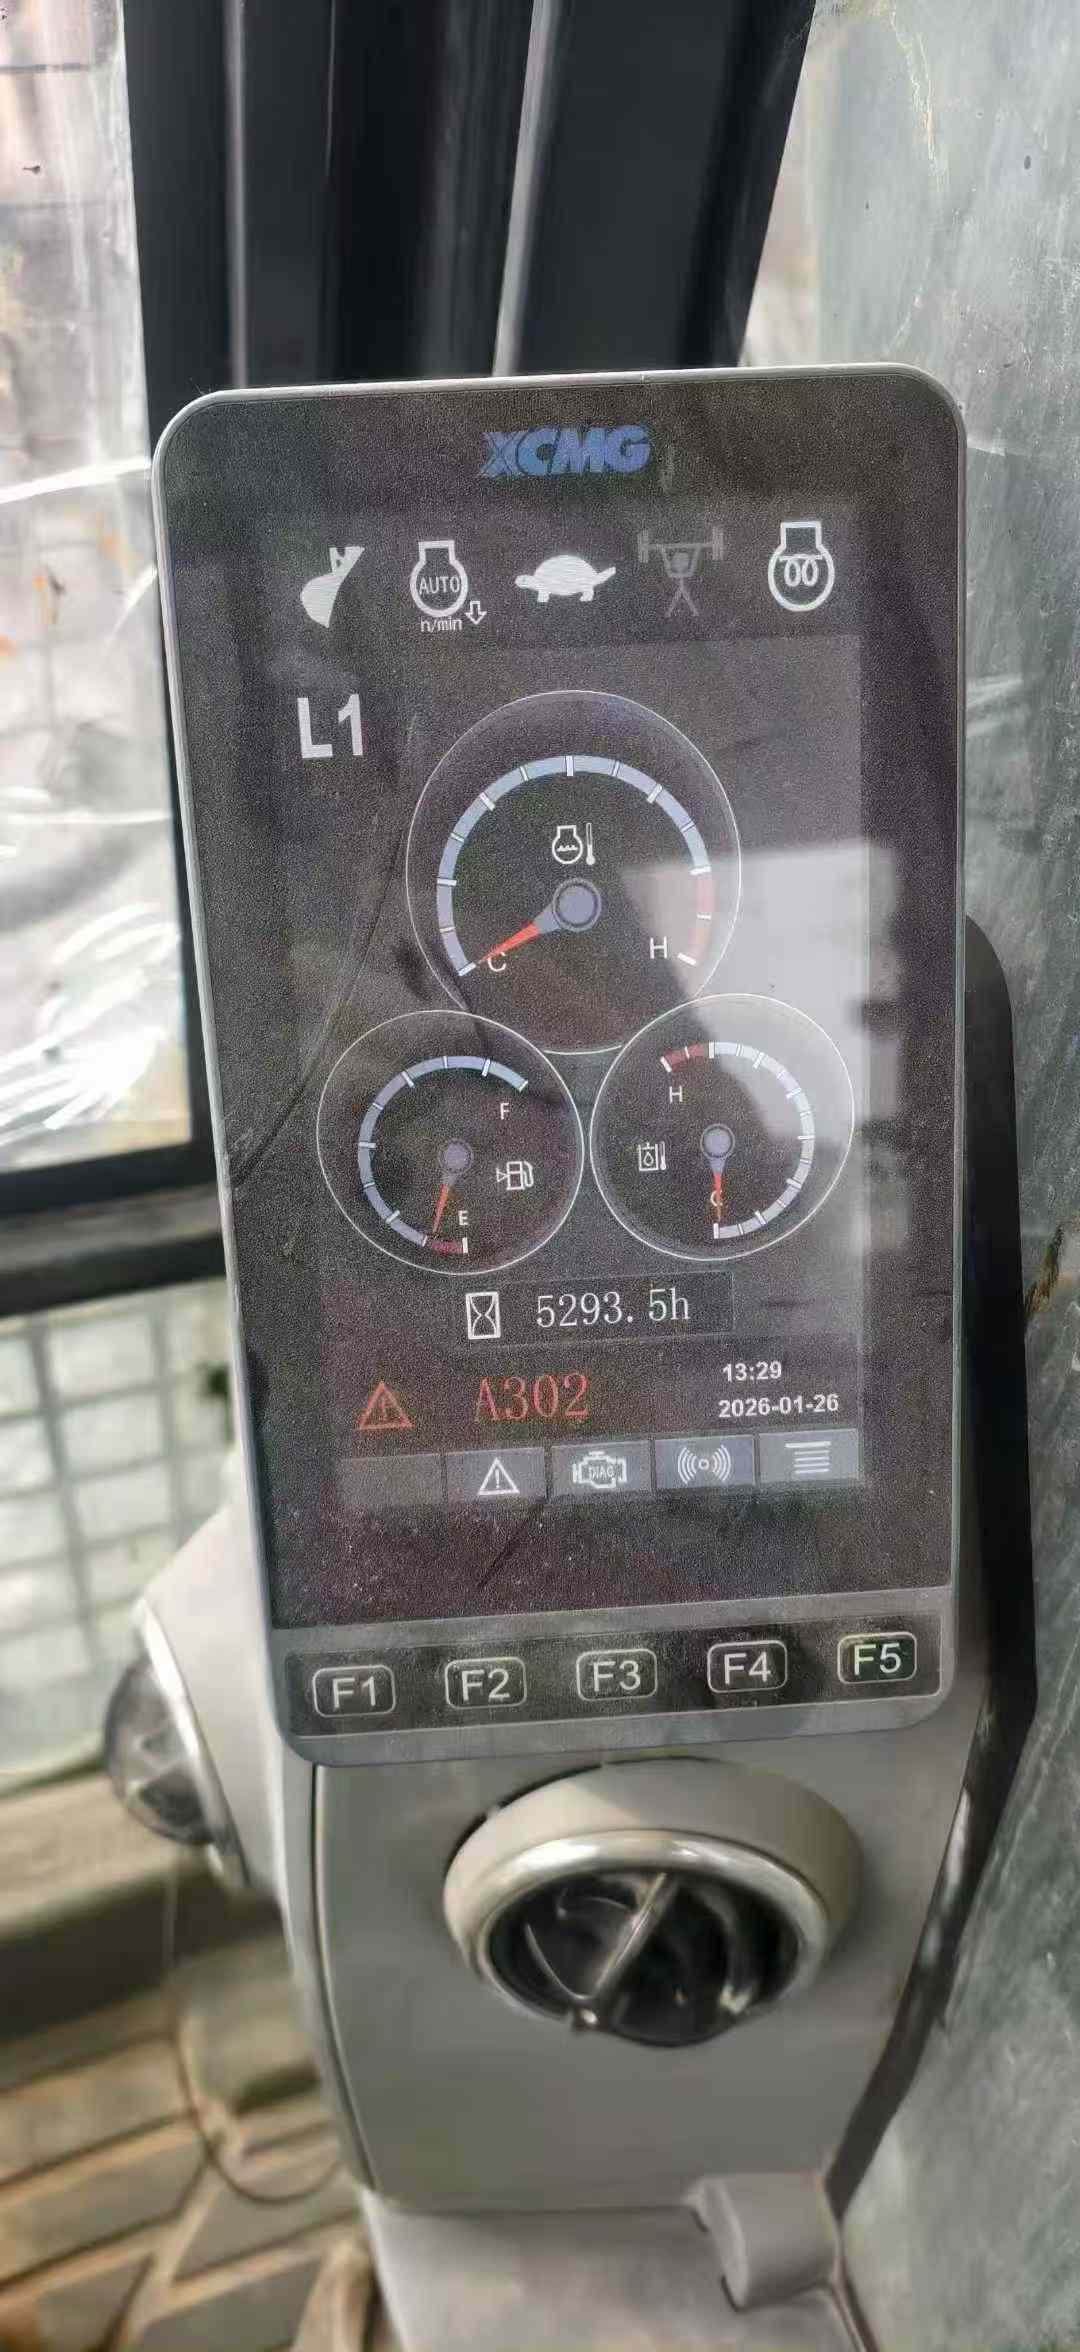 XCMG
AUTO
n/min
L1
C
H
F
E
H
C
5293.5h
A302
13:29
2026-01-26
DIAG
F1 F2 F3 F4 F5